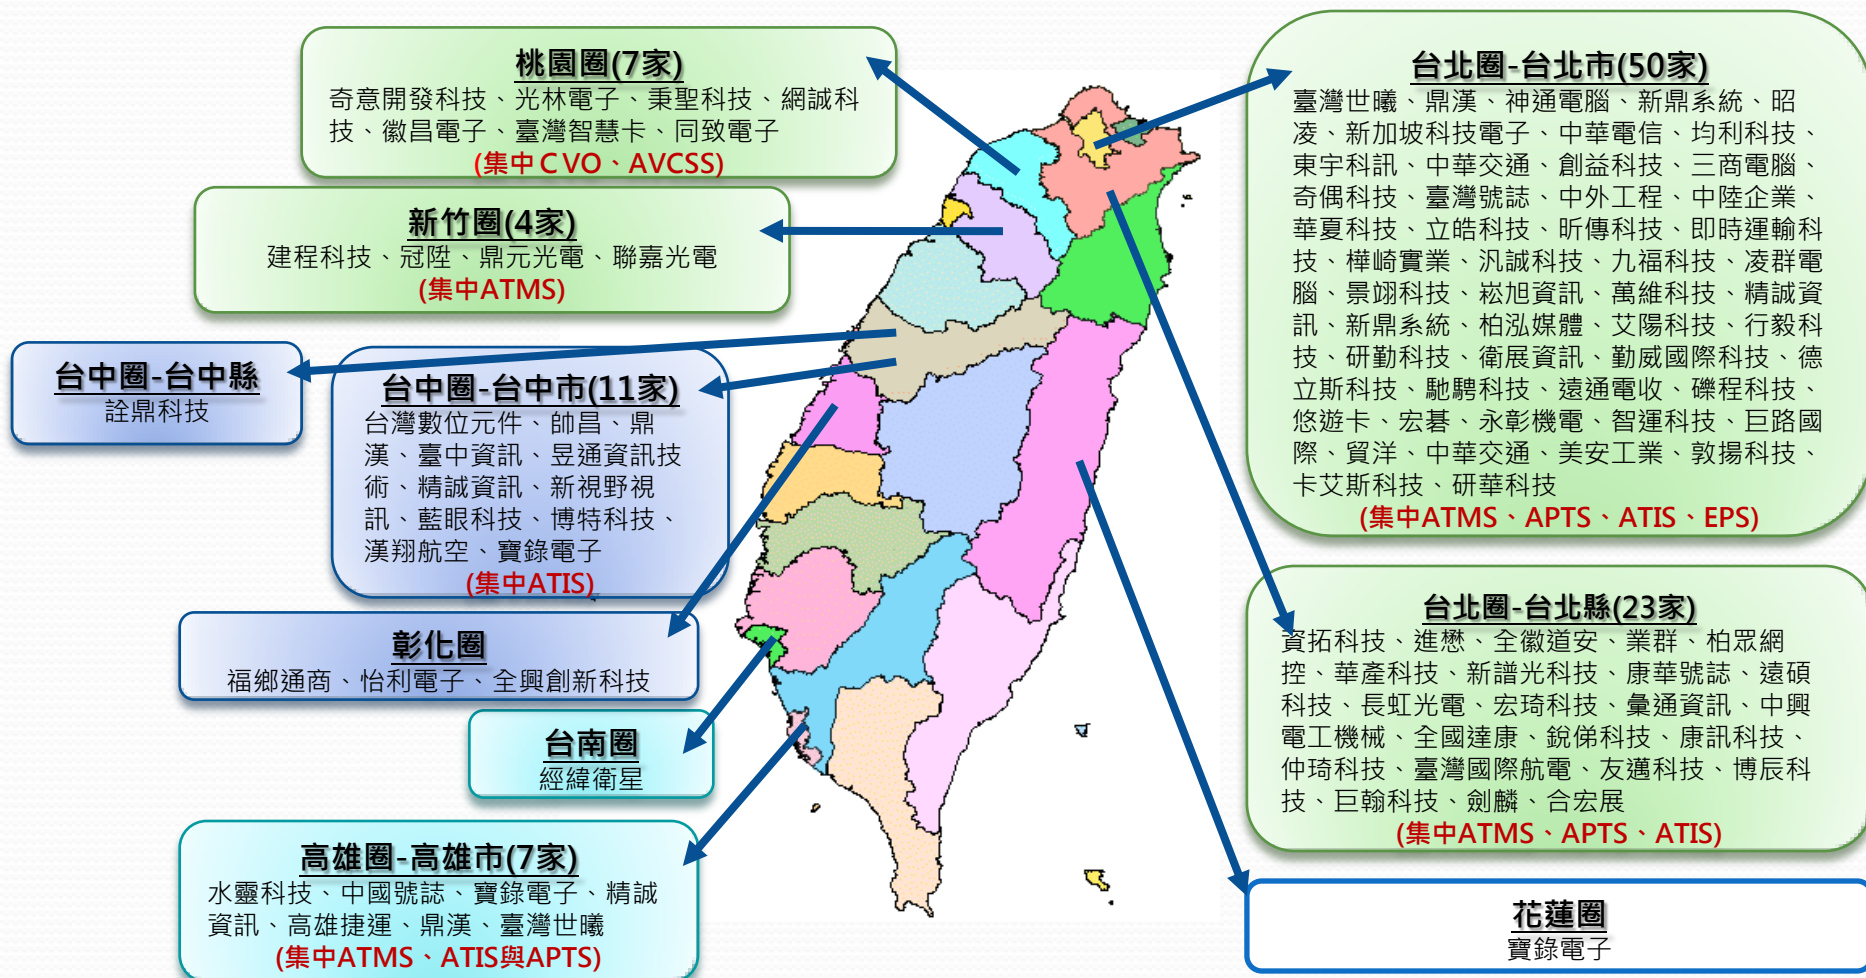 桃園圈(7家)
奇意開發科技、光林電子、秉聖科技、網誠科
技、徽昌電子、臺灣智慧卡、同致電子
(集中CVO、AVCSS)
新竹圈(4家)
建程科技、冠陞、鼎元光電、聯嘉光電
(集中ATMS)
台中圈-台中縣
詮鼎科技
台中圈-台中市(11家)
台灣數位元件、帥昌、鼎
漢、臺中資訊、昱通資訊技
術、精誠資訊、新視野視
訊、藍眼科技、博特科技、
漢翔航空、寶錄電子
(集中ATIS)
彰化圈
福鄉通商、怡利電子、全興創新科技
台南圈
經緯衛星
高雄圈-高雄市(7家)
水靈科技、中國號誌、寶錄電子、精誠
資訊、高雄捷運、鼎漢、臺灣世曦
(集中ATMS、ATIS與APTS)
台北圈-台北市(50家)
臺灣世曦、鼎漢、神通電腦、新鼎系統、昭
凌、新加坡科技電子、中華電信、均利科技、
東宇科訊、中華交通、創益科技、三商電腦、
奇偶科技、臺灣號誌、中外工程、中陸企業、
華夏科技、立皓科技、昕傳科技、即時運輸科
技、樺崎實業、汎誠科技、九福科技、凌群電
腦、景翊科技、崧旭資訊、萬維科技、精誠資
訊、新鼎系統、柏泓媒體、艾陽科技、行毅科
技、研勤科技、衛展資訊、勤威國際科技、德
立斯科技、馳騁科技、遠通電收、礫程科技、
悠遊卡、宏碁、永彰機電、智運科技、巨路國
際、貿洋、中華交通、美安工業、敦揚科技、
卡艾斯科技、研華科技
(集中ATMS、APTS、ATIS、EPS)
台北圈-台北縣(23家)
資拓科技、進懋、全徽道安、業群、柏眾網
控、華產科技、新譜光科技、康華號誌、遠碩
科技、長虹光電、宏琦科技、彙通資訊、中興
電工機械、全國達康、銳俤科技、康訊科技、
仲琦科技、臺灣國際航電、友邁科技、博辰科
技、巨翰科技、劍麟、合宏展
(集中ATMS、APTS、ATIS)
花蓮圈
寶錄電子